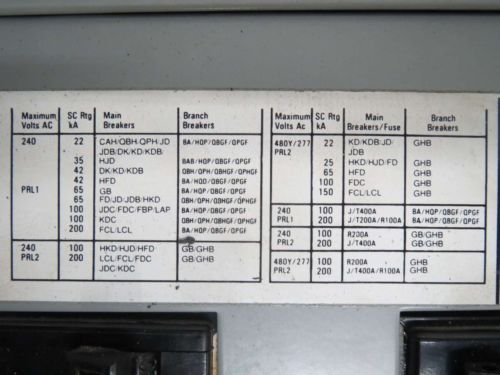 Maximum Volts AC SC Rtg kA Main Breakers Branch Breakers
240 22 CAH/QBH/QPH/JD BA/HQP/QBGF/QPGF
JDB/DK/KD/KDB/
35 HJD BAB/HQP/QBGF/QPGF
42 DK/KD/KDB QBH/QPH/QBHGF/QPHGF
42 HFD BA/HQP/QBGF/QPGF
PRL1 65 GB QBH/QPH/QBHGF/QPHGF
65 FD/JD/JDB/HKD BA/HQP/QBGF/QPGF
100 JDC/FDC/FBP/LAP BA/HQP/QBGF/QPGF
100 KDC QBH/QPH/QBHGF/QPHGF
200 FCL/LCL BA/HQP/QBGF/QPGF
240 100 HKD/HJD/HFD GB/GHB
PRL2 200 LCL/FCL/FDC GB/GHB
JDC/KDC
Maximum Volts AC SC Rtg kA Main Breakers/Fuse Branch Breakers
480Y/277 22 KD/KDB/JD/ GHB
PRL2 JDB
25 HKD/HJD/FD GHB
65 HFD GHB
100 FDC GHB
150 FCL/LCL GHB
240 100 J/T400A BA/HQP/QBGF/QPGF
PRL1 200 J/T200A/R100A BA/HQP/QBGF/QPGF
240 100 R200A GB/GHB
PRL2 200 J/T400A GB/GHB
480Y/277 100 R200A GHB
PRL2 200 J/T400A/R100A GHB